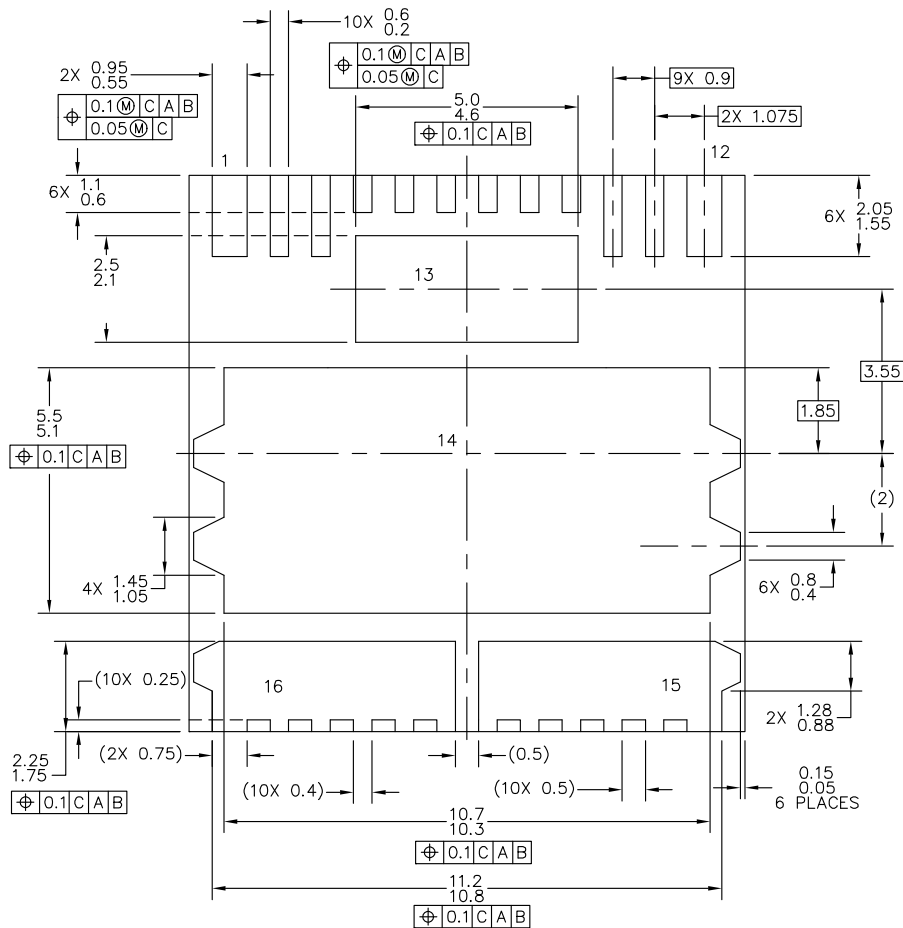 10X 0.6
0.2
⌖ 0.1Ⓜ C A B
0.05Ⓜ C
2X 0.95
0.55
⌖ 0.1Ⓜ C A B
0.05Ⓜ C
5.0
4.6
⌖ 0.1 C A B
9X 0.9
2X 1.075
1
12
6X 1.1
0.6
6X 2.05
1.55
2.5
2.1
13
3.55
1.85
5.5
5.1
⌖ 0.1 C A B
14
(2)
4X 1.45
1.05
6X 0.8
0.4
(10X 0.25)
16
15
2X 1.28
0.88
2.25
1.75
⌖ 0.1 C A B
(2X 0.75)
(0.5)
(10X 0.4)
(10X 0.5)
0.15
0.05
6 PLACES
10.7
10.3
⌖ 0.1 C A B
11.2
10.8
⌖ 0.1 C A B